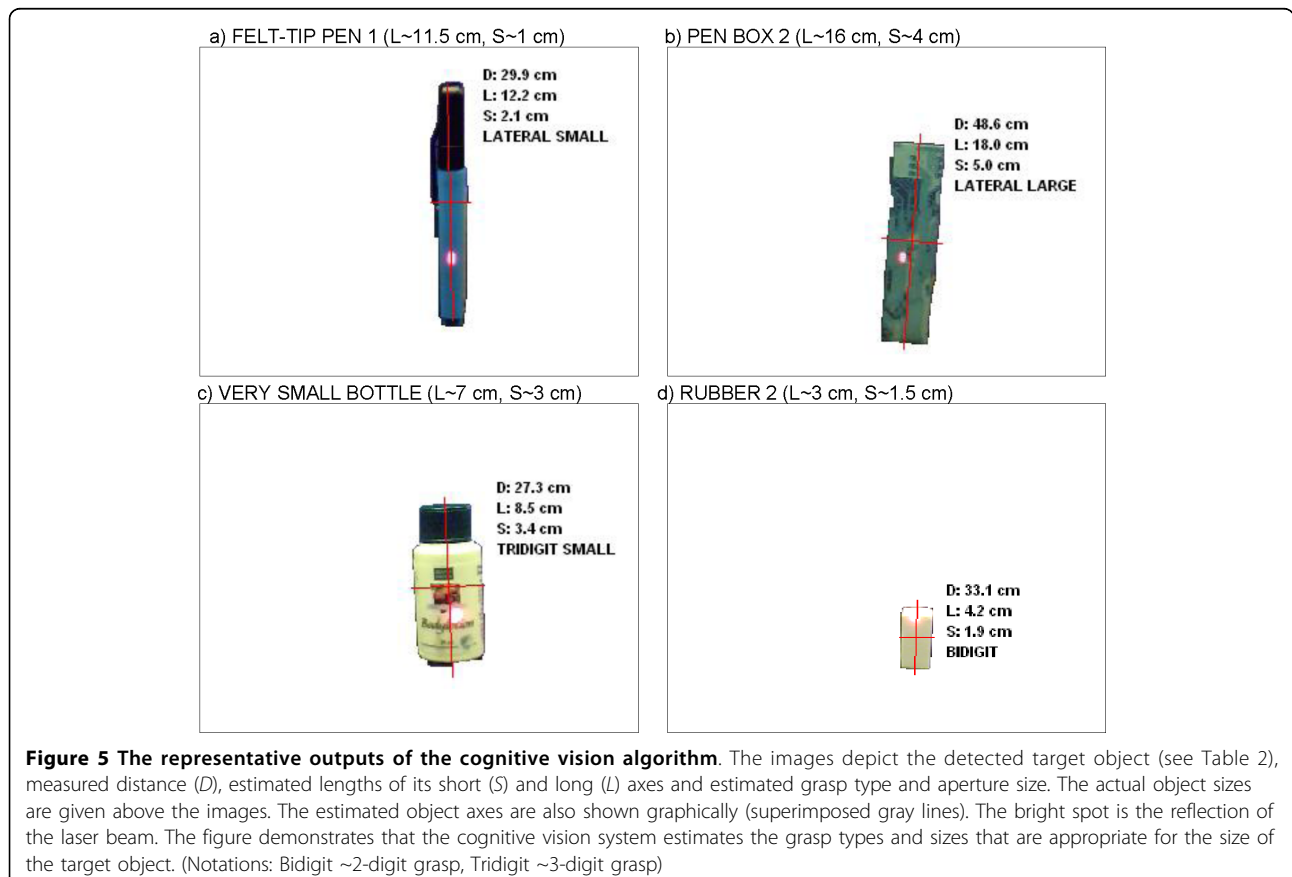 a) FELT-TIP PEN 1 (L~11.5 cm, S~1 cm)
D: 29.9 cm
L: 12.2 cm
S: 2.1 cm
LATERAL SMALL
b) PEN BOX 2 (L~16 cm, S~4 cm)
D: 48.6 cm
L: 18.0 cm
S: 5.0 cm
LATERAL LARGE
c) VERY SMALL BOTTLE (L~7 cm, S~3 cm)
D: 27.3 cm
L: 8.5 cm
S: 3.4 cm
TRIDIGIT SMALL
d) RUBBER 2 (L~3 cm, S~1.5 cm)
D: 33.1 cm
L: 4.2 cm
S: 1.9 cm
BIDIGIT
Figure 5 The representative outputs of the cognitive vision algorithm. The images depict the detected target object (see Table 2),
measured distance (D), estimated lengths of its short (S) and long (L) axes and estimated grasp type and aperture size. The actual object sizes
are given above the images. The estimated object axes are also shown graphically (superimposed gray lines). The bright spot is the reflection of
the laser beam. The figure demonstrates that the cognitive vision system estimates the grasp types and sizes that are appropriate for the size of
the target object. (Notations: Bidigit ~2-digit grasp, Tridigit ~3-digit grasp)